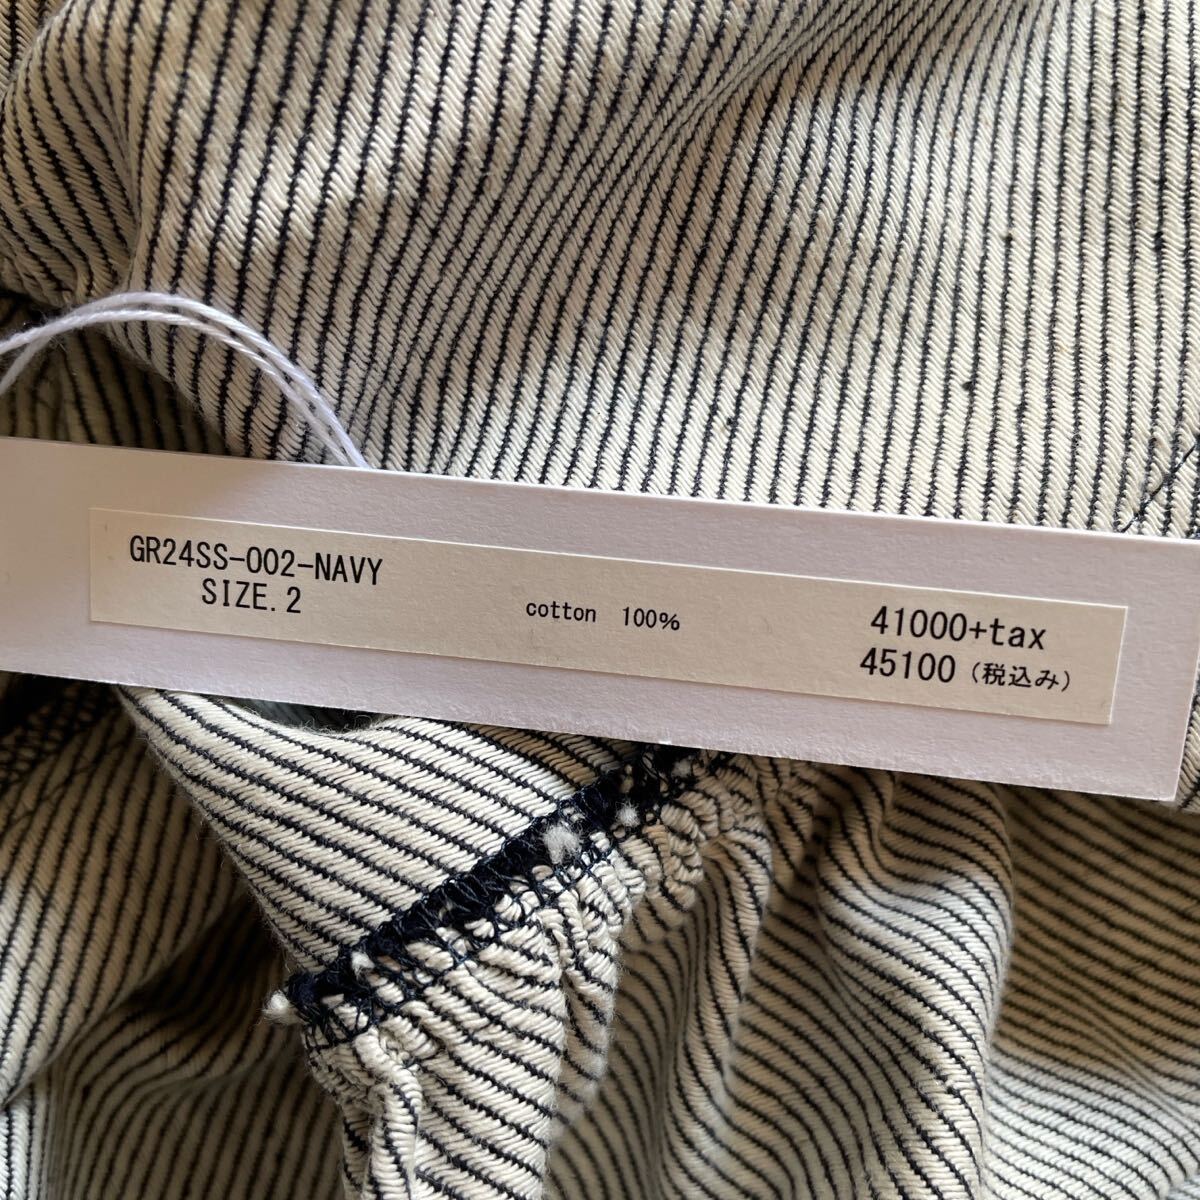 GR24SS-002-NAVY
SIZE.2
cotton 100%
41000+tax
45100(税込み)